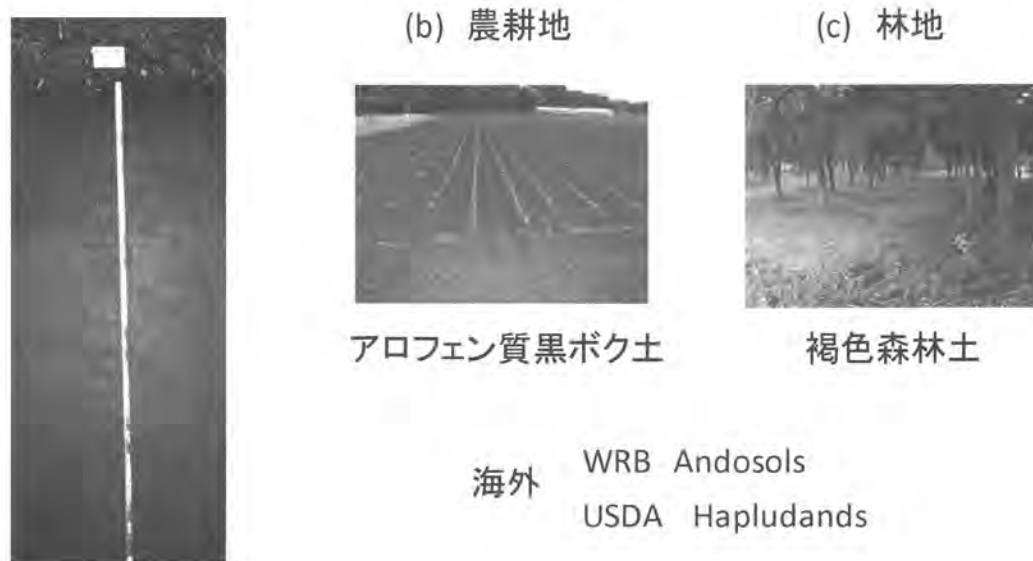 (b) 農耕地
(c) 林地
アロフェン質黒ボク土
褐色森林土
海外
WRB Andosols
USDA Hapludands